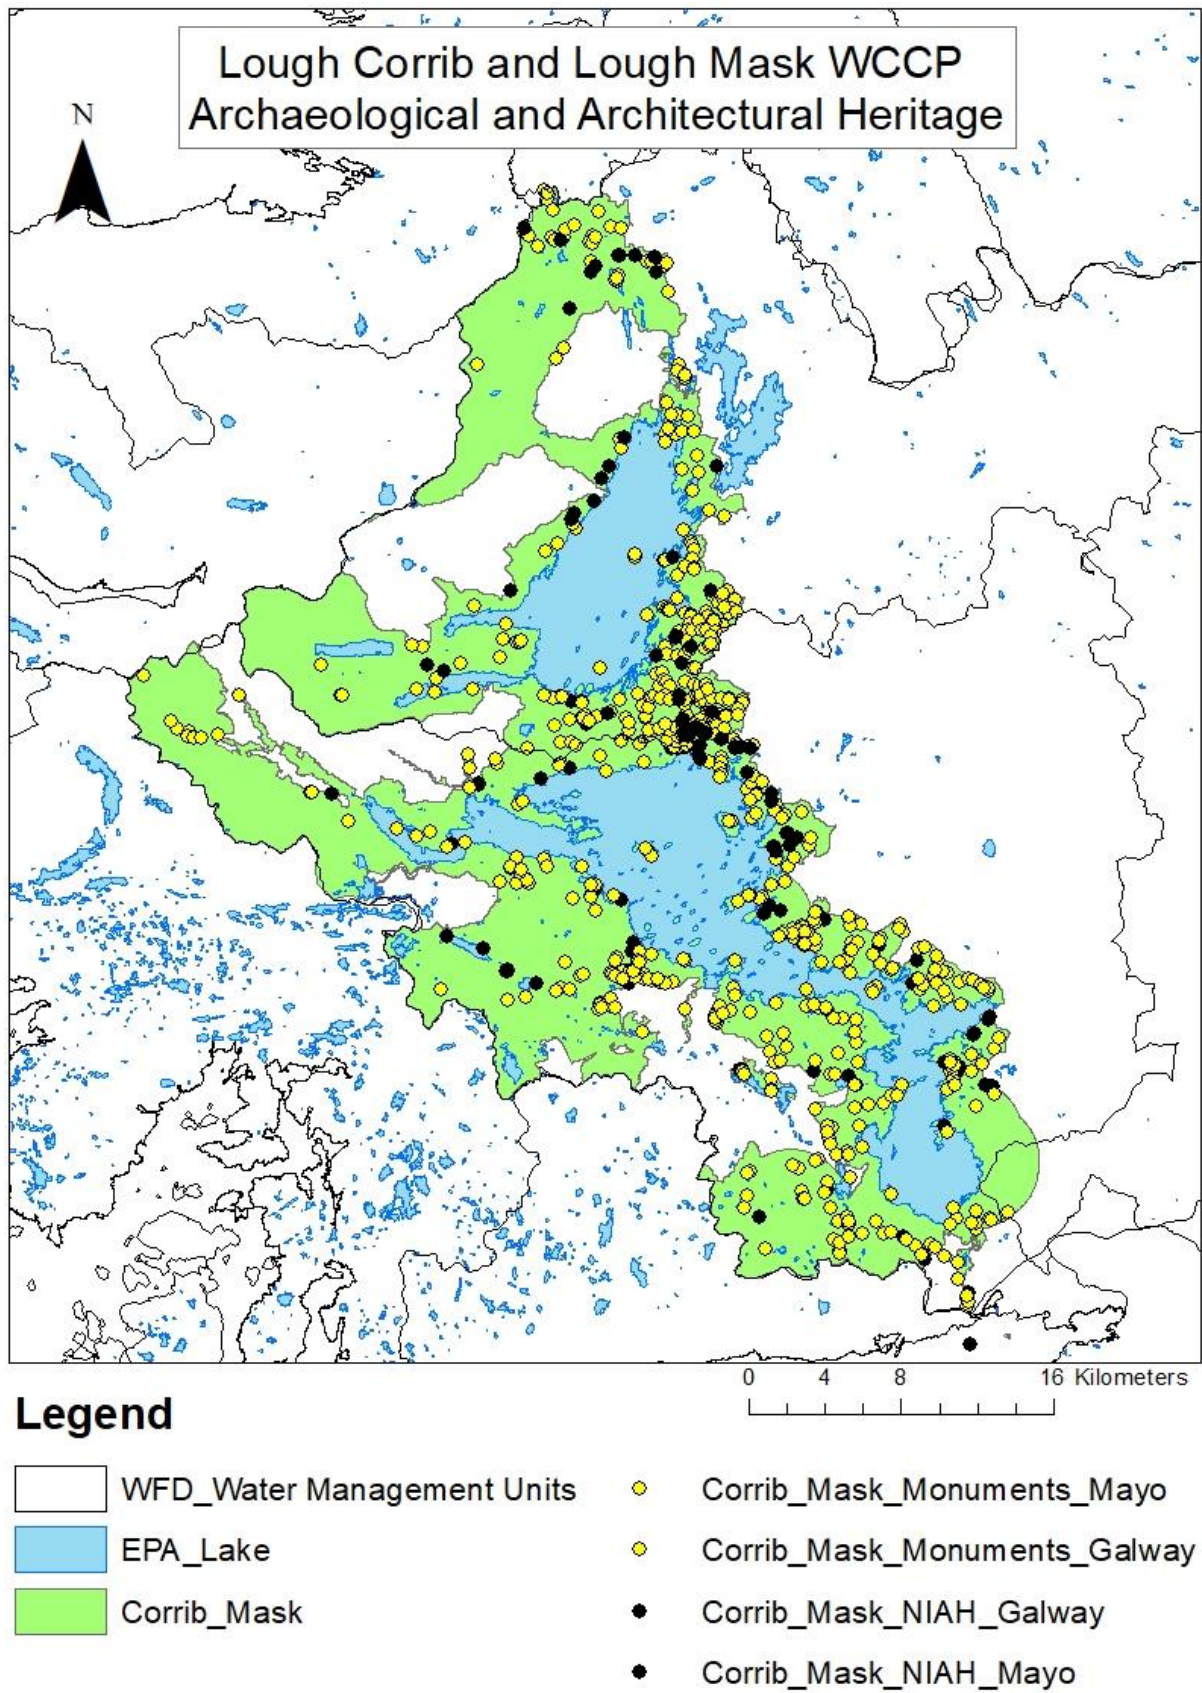 Lough Corrib and Lough Mask WCCP
Archaeological and Architectural Heritage
N
0 4 8 16 Kilometers
Legend
WFD_Water Management Units
EPA_Lake
Corrib_Mask
Corrib_Mask_Monuments_Mayo
Corrib_Mask_Monuments_Galway
Corrib_Mask_NIAH_Galway
Corrib_Mask_NIAH_Mayo